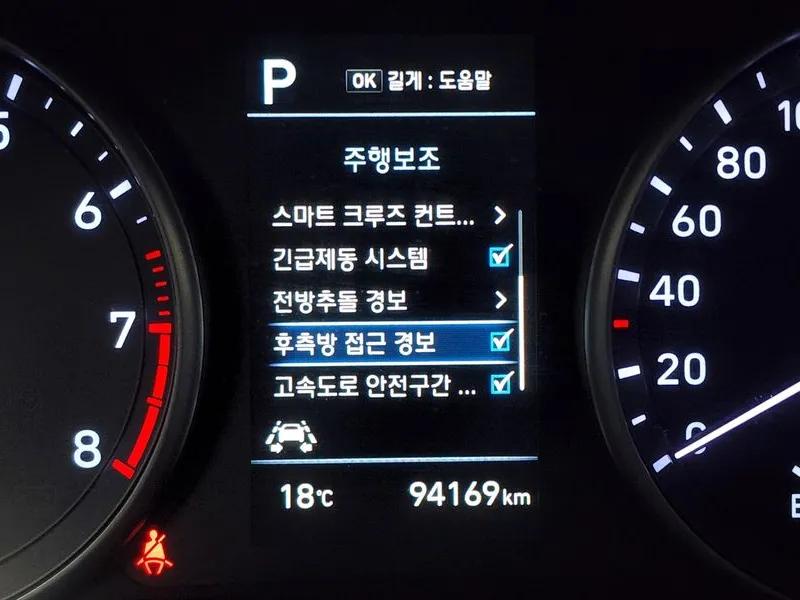 P OK 길게 : 도움말
주행보조
스마트 크루즈 컨트...
긴급제동 시스템
전방추돌 경보
후측방 접근 경보
고속도로 안전구간 ...
18℃ 94169km
5
6
7
8
10
80
60
40
20
0
E